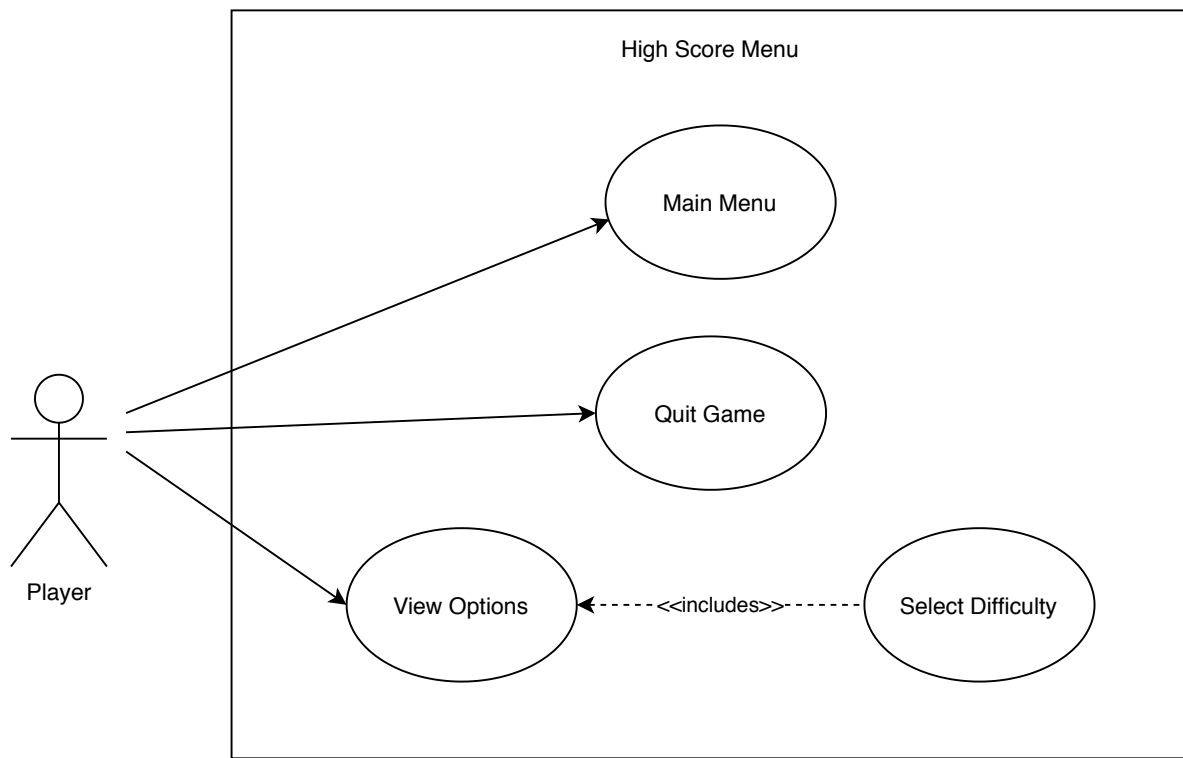 High Score Menu
Main Menu
Quit Game
Player
View Options
<<includes>>
Select Difficulty